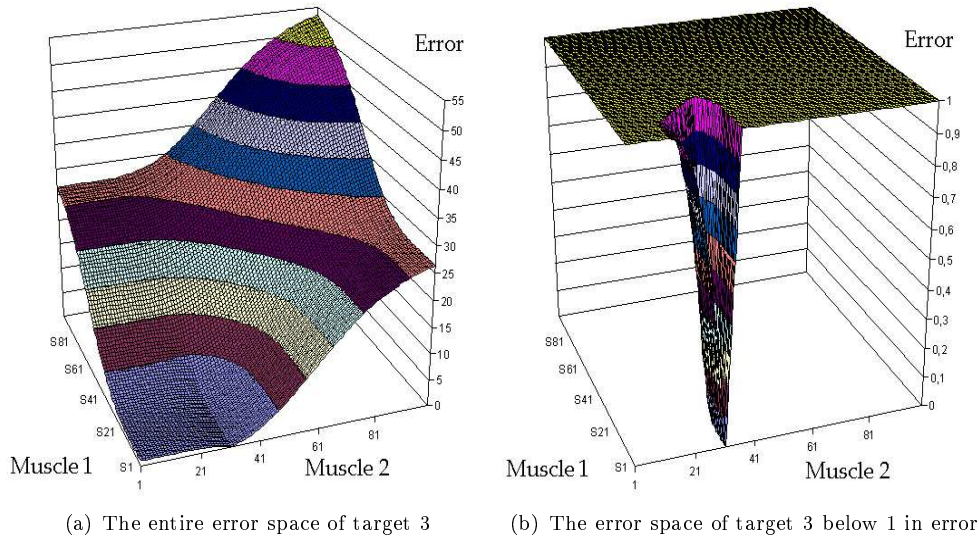 Error
55
50
45
40
35
30
25
20
15
10
5
0
S81
S61
S41
S21
S1
Muscle 1
1
21
41
61
81
Muscle 2
(a) The entire error space of target 3
Error
1
0,9
0,8
0,7
0,6
0,5
0,4
0,3
0,2
0,1
0
S81
S61
S41
S21
S1
Muscle 1
1
21
41
61
81
Muscle 2
(b) The error space of target 3 below 1 in error